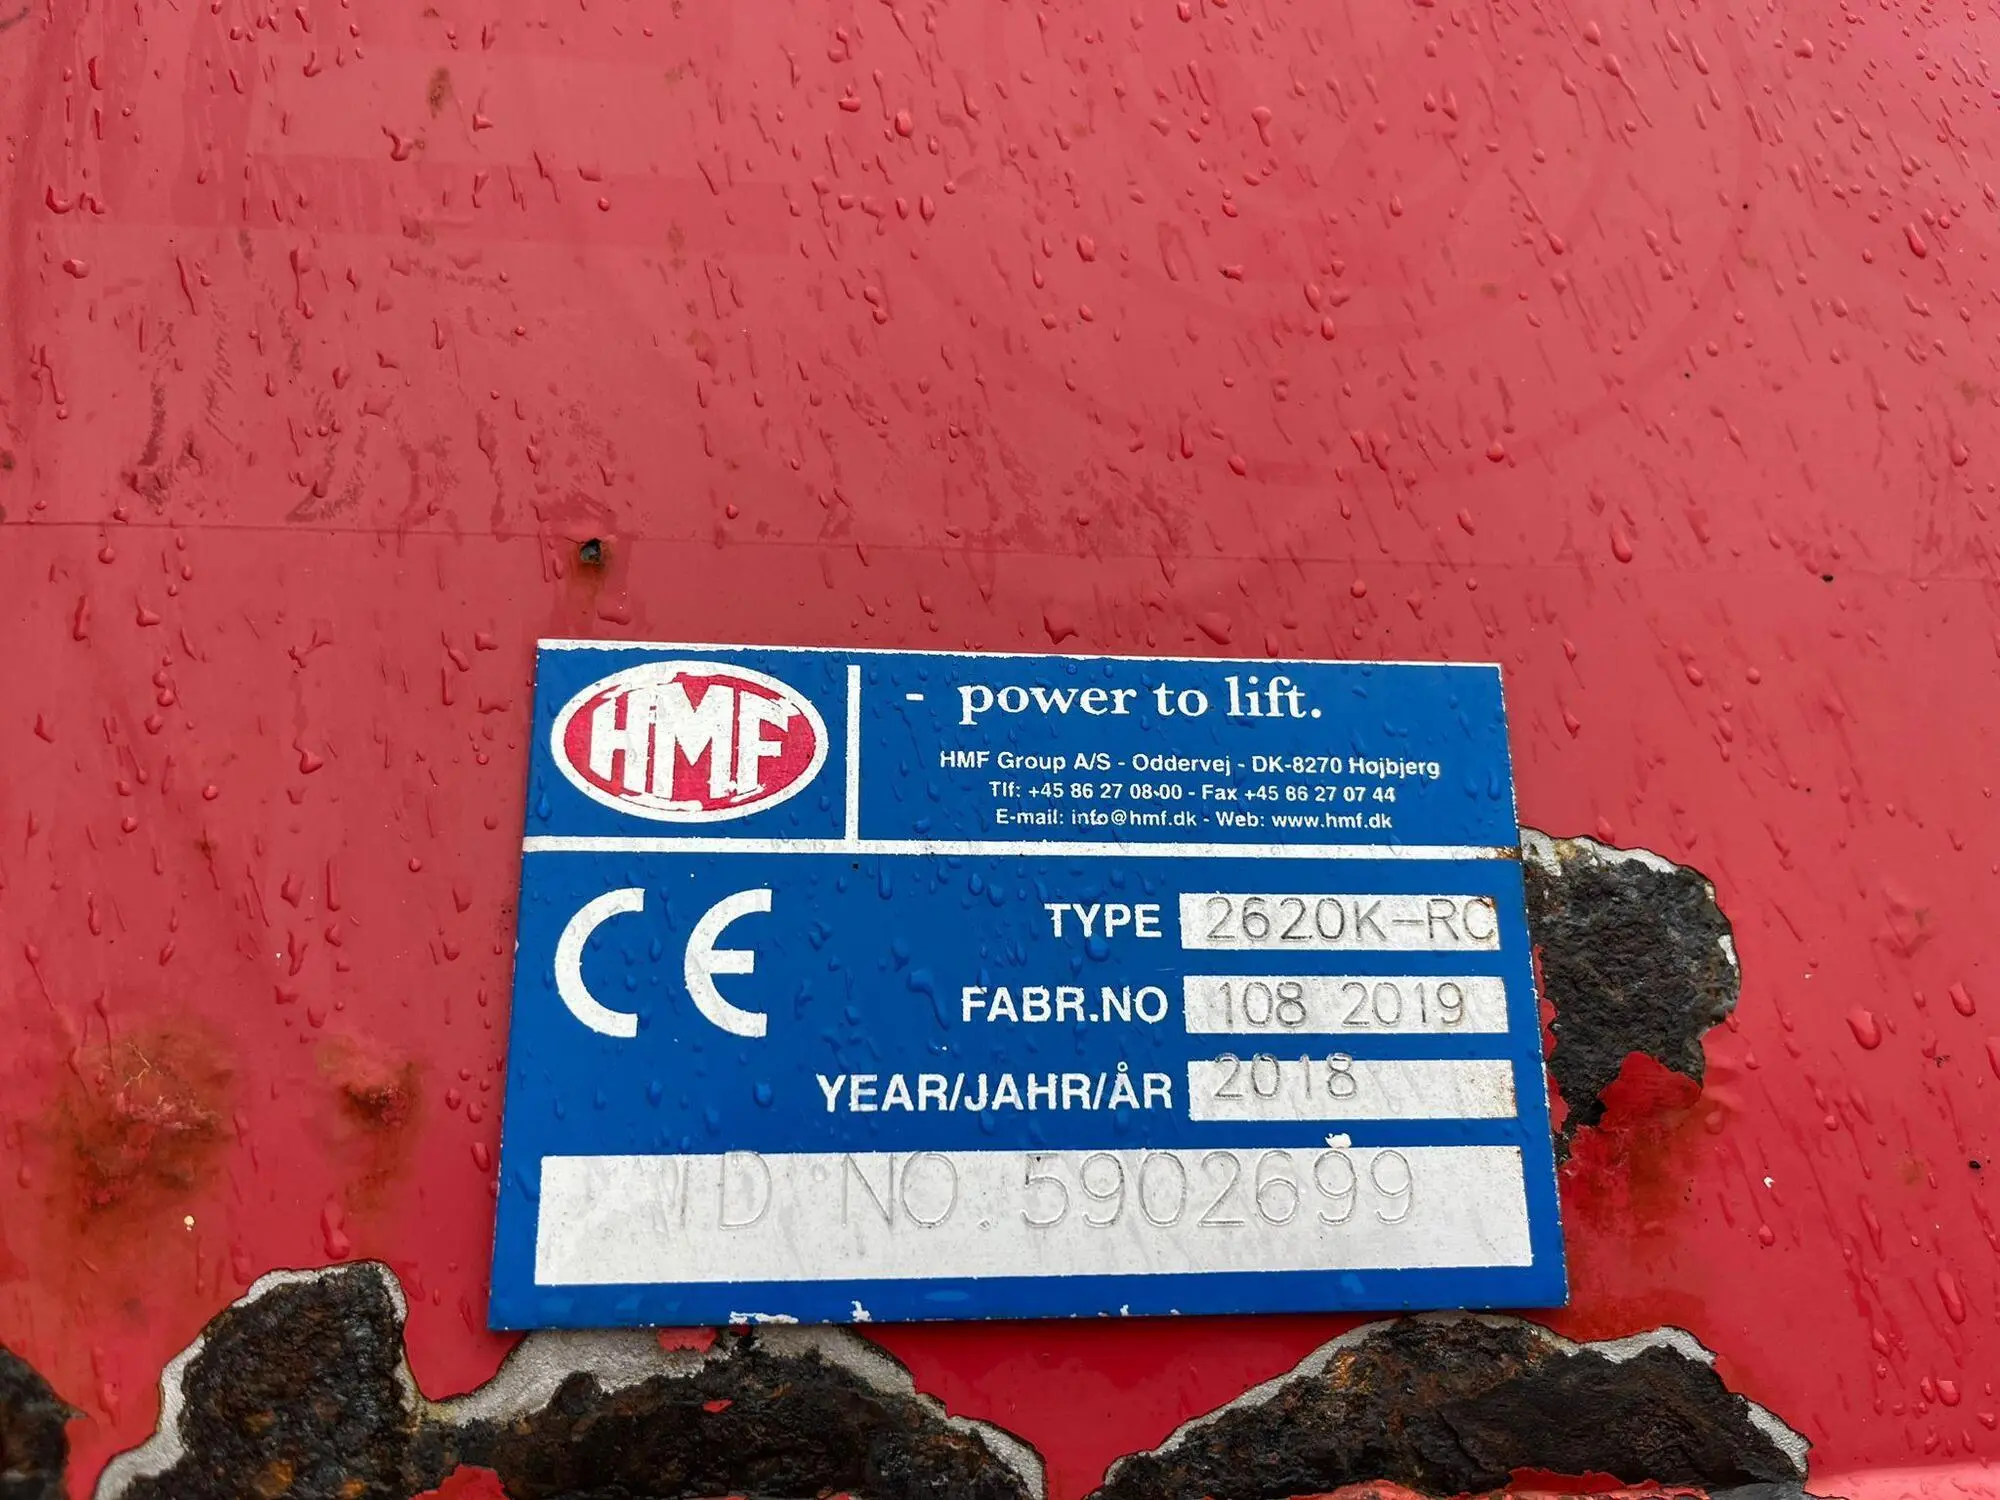 HMF
- power to lift.
HMF Group A/S - Oddervej - DK-8270 Højbjerg
Tlf: +45 86 27 08 00 - Fax +45 86 27 07 44
E-mail: info@hmf.dk - Web: www.hmf.dk
CE
TYPE 2620K-RC
FABR.NO 108 2019
YEAR/JAHR/ÅR 2018
ID NO. 5902699